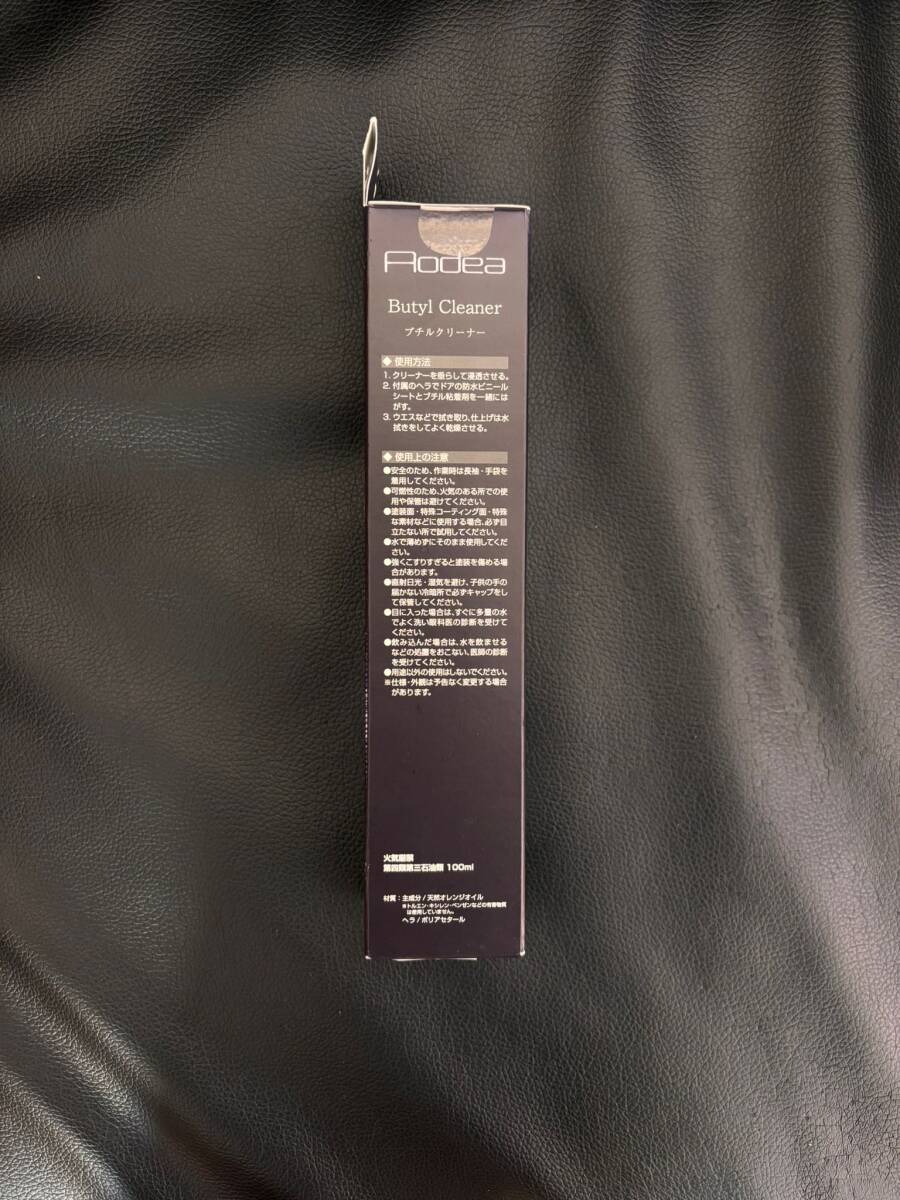 Rodea
Butyl Cleaner
ブチルクリーナー
◆ 使用方法
1. クリーナーを垂らして浸透させる。
2. 付属のヘラでドアの防水ビニール
シートとブチル粘着剤を一緒には
がす。
3. ウエスなどで拭き取り、仕上げは水
拭きをしてよく乾燥させる。
◆ 使用上の注意
●安全のため、作業時は長袖・手袋を
着用してください。
●可燃性のため、火気のある所での使
用や保管は避けてください。
●塗装面・特殊コーティング面・特殊
な素材などに使用する場合、必ず目
立たない所で試用してください。
●水で薄めずにそのまま使用してくだ
さい。
●強くこすりすぎると塗装を傷める場
合があります。
●直射日光・湿気を避け、子供の手の
届かない冷暗所で必ずキャップをし
て保管してください。
●目に入った場合は、すぐに多量の水
でよく洗い眼科医の診断を受けて
ください。
●飲み込んだ場合は、水を飲ませる
などの処置をおこない、医師の診断
を受けてください。
●用途以外の使用はしないでください。
※仕様・外観は予告なく変更する場合
があります。
火気厳禁
第四類第三石油類 100ml
材質：主成分/天然オレンジオイル
※トルエン・キシレン・ベンゼンなどの有害物質
は使用していません。
ヘラ/ポリアセタール